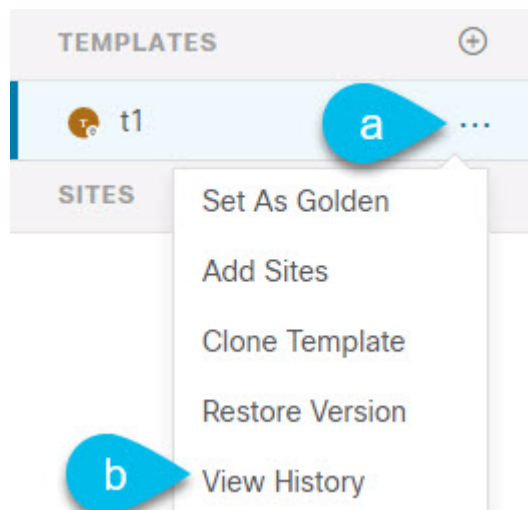 TEMPLATES
T t1 a ...
SITES
Set As Golden
Add Sites
Clone Template
Restore Version
b View History